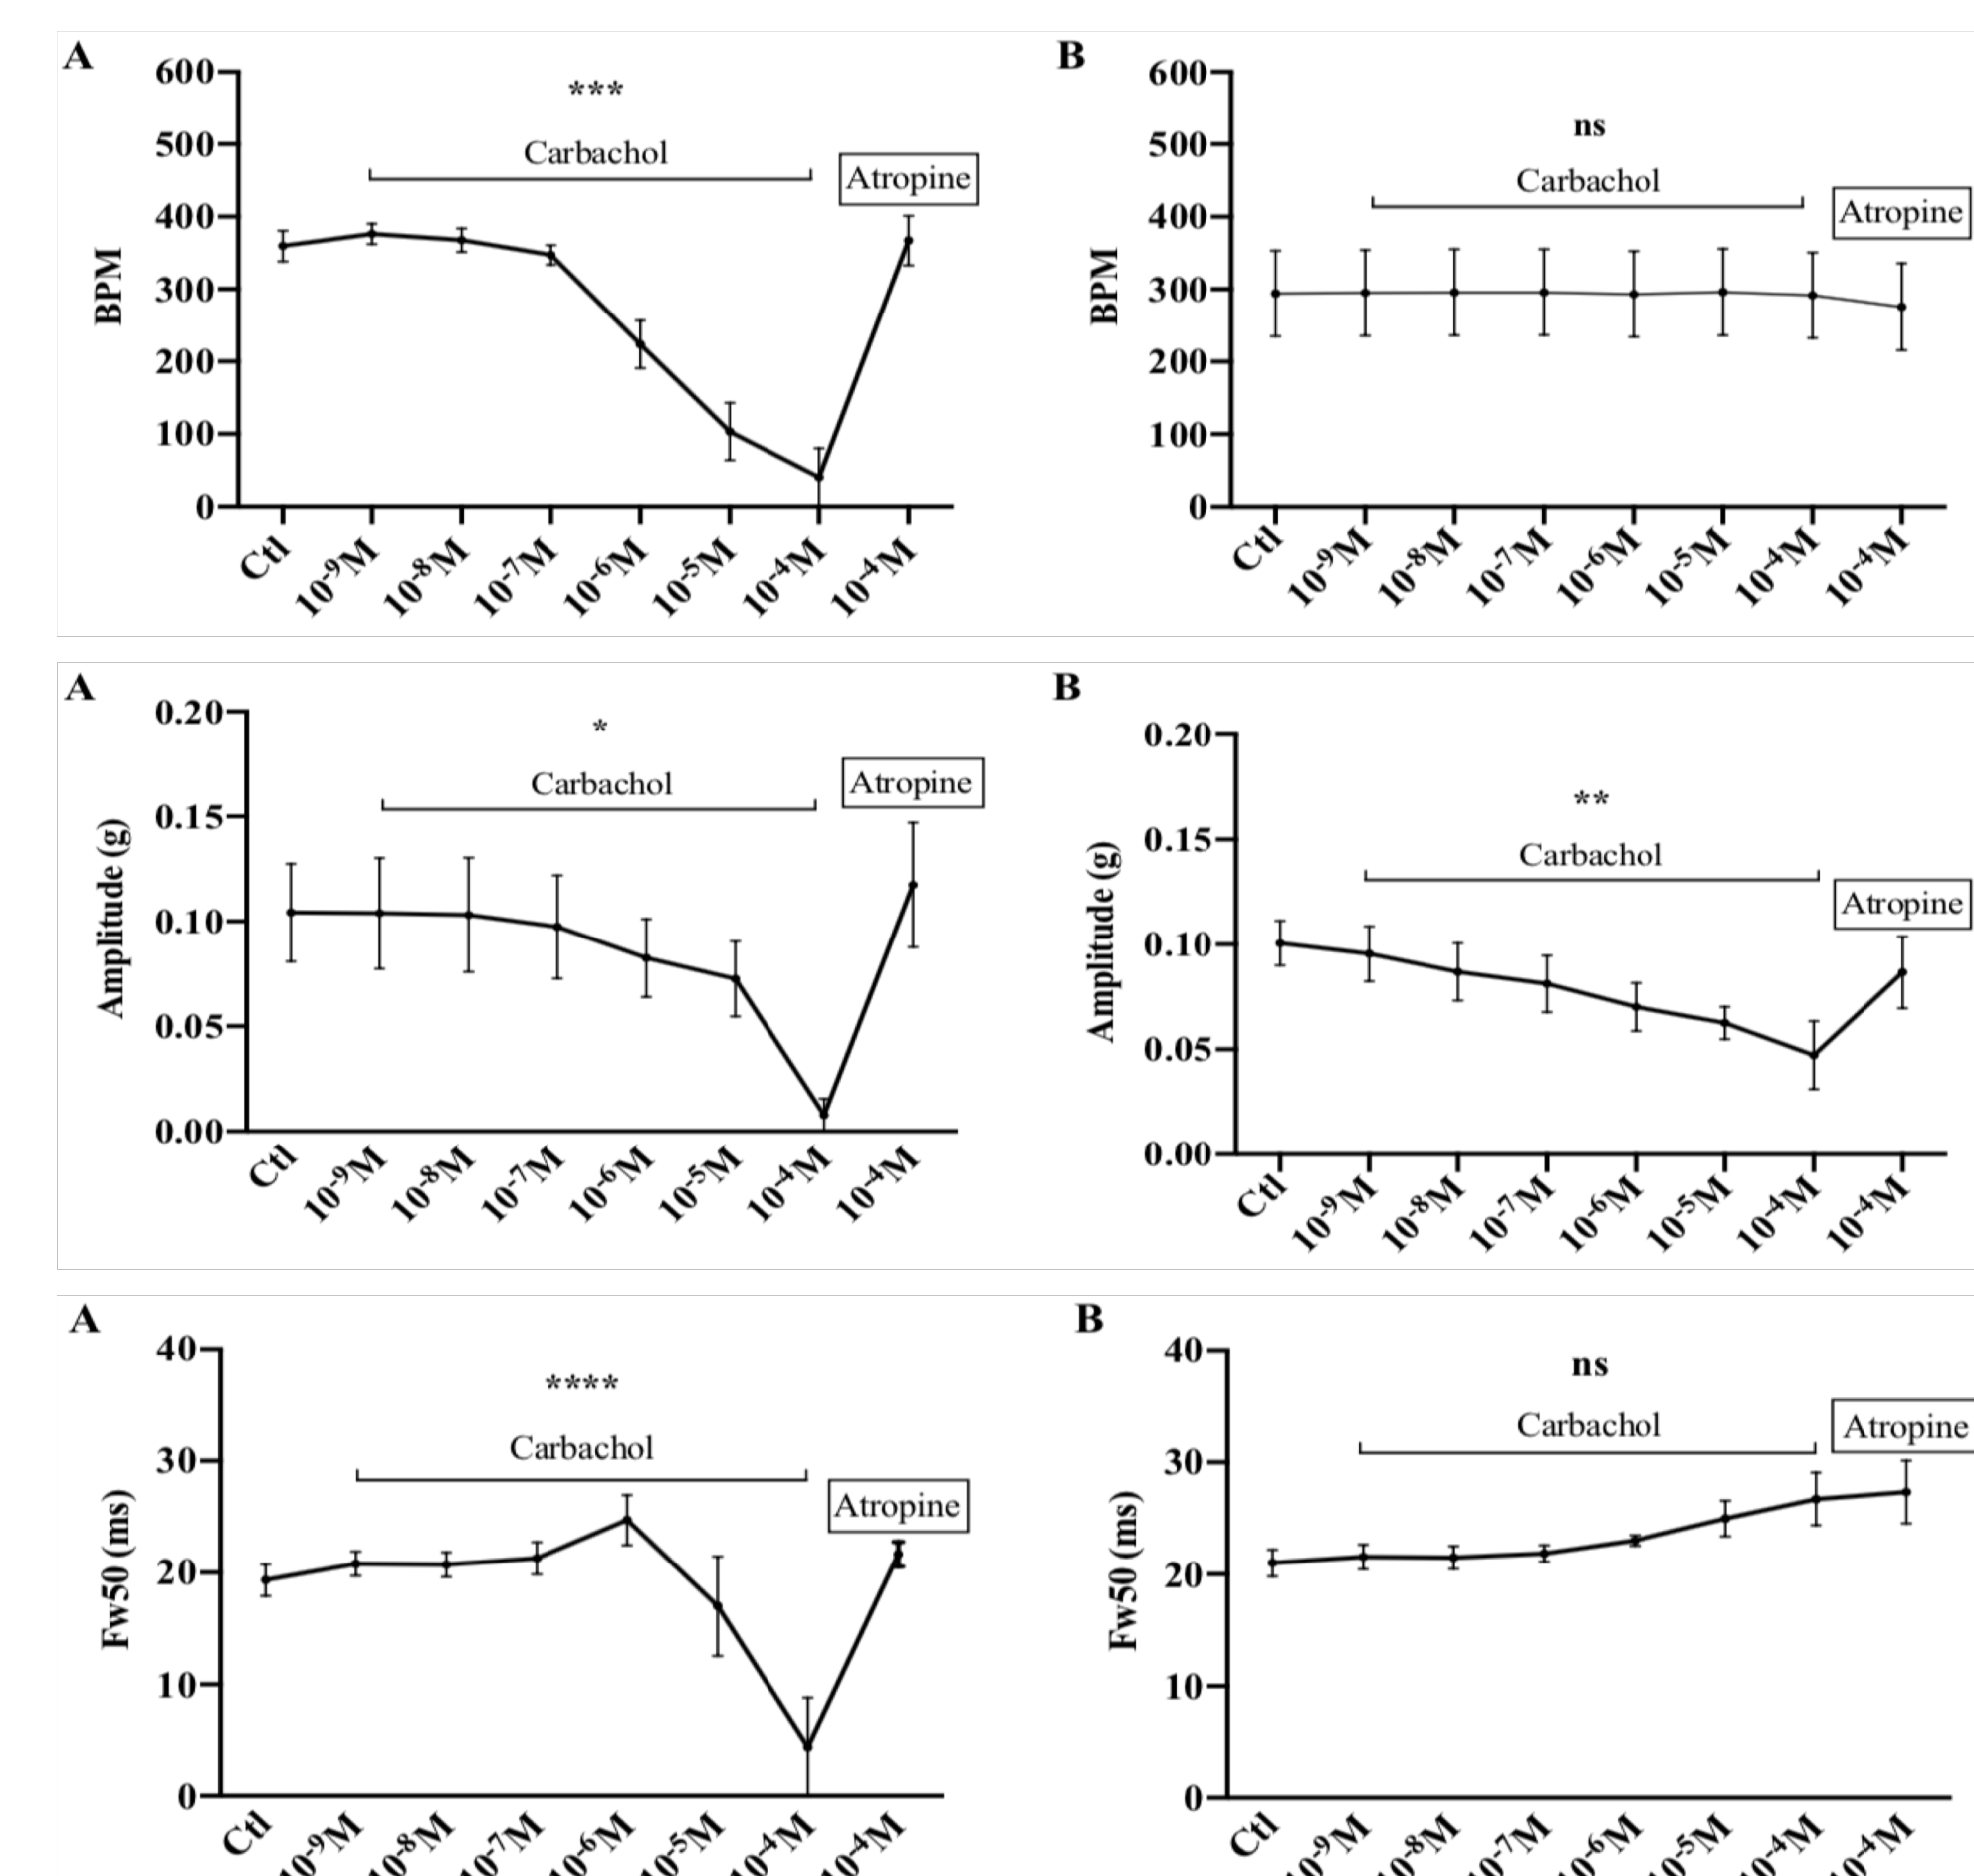 A
600
500
400
300
200
100
0
BPM
***
Carbachol
Atropine
Ctl
10⁻⁹M
10⁻⁸M
10⁻⁷M
10⁻⁶M
10⁻⁵M
10⁻⁴M
10⁻⁴M
B
600
500
400
300
200
100
0
BPM
ns
Carbachol
Atropine
Ctl
10⁻⁹M
10⁻⁸M
10⁻⁷M
10⁻⁶M
10⁻⁵M
10⁻⁴M
10⁻⁴M
A
0.20
0.15
0.10
0.05
0.00
Amplitude (g)
*
Carbachol
Atropine
Ctl
10⁻⁹M
10⁻⁸M
10⁻⁷M
10⁻⁶M
10⁻⁵M
10⁻⁴M
10⁻⁴M
B
0.20
0.15
0.10
0.05
0.00
Amplitude (g)
**
Carbachol
Atropine
Ctl
10⁻⁹M
10⁻⁸M
10⁻⁷M
10⁻⁶M
10⁻⁵M
10⁻⁴M
10⁻⁴M
A
40
30
20
10
0
Fw50 (ms)
****
Carbachol
Atropine
Ctl
10⁻⁹M
10⁻⁸M
10⁻⁷M
10⁻⁶M
10⁻⁵M
10⁻⁴M
10⁻⁴M
B
40
30
20
10
0
Fw50 (ms)
ns
Carbachol
Atropine
Ctl
10⁻⁹M
10⁻⁸M
10⁻⁷M
10⁻⁶M
10⁻⁵M
10⁻⁴M
10⁻⁴M